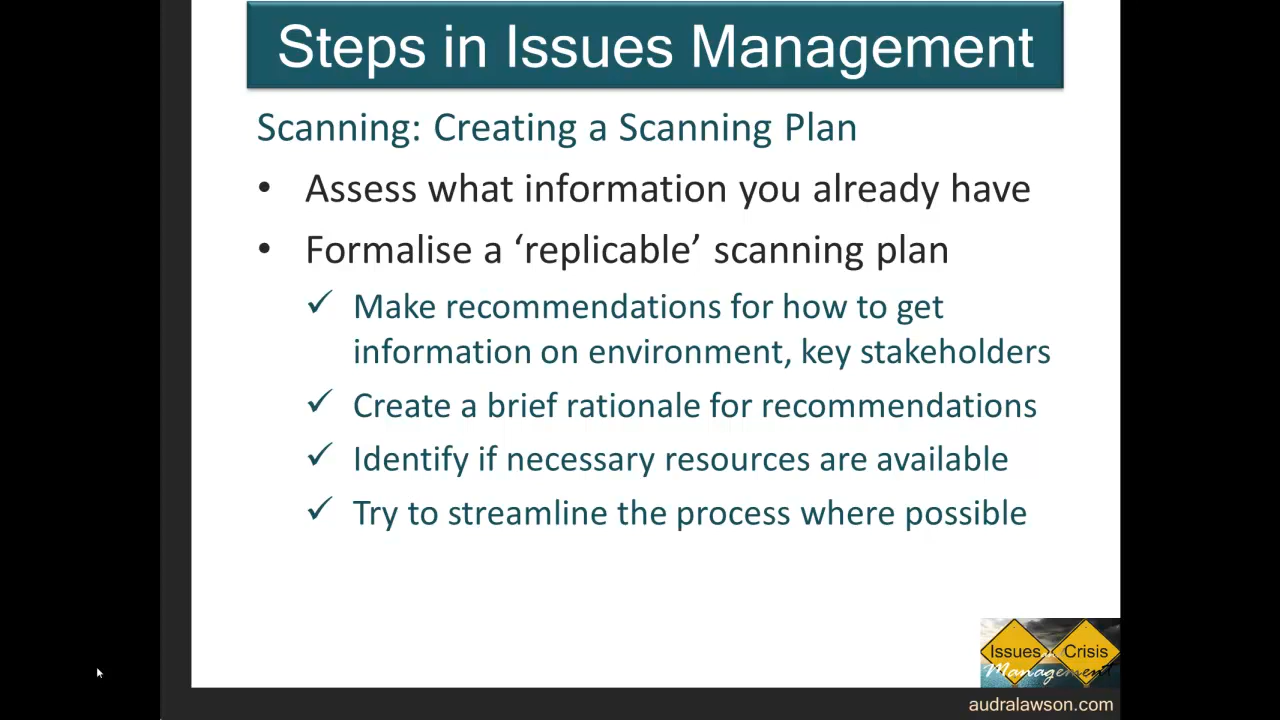 Steps in Issues Management
Scanning: Creating a Scanning Plan
• Assess what information you already have
• Formalise a ‘replicable’ scanning plan
✓ Make recommendations for how to get
information on environment, key stakeholders
✓ Create a brief rationale for recommendations
✓ Identify if necessary resources are available
✓ Try to streamline the process where possible
Issues Crisis
Management
audralawson.com